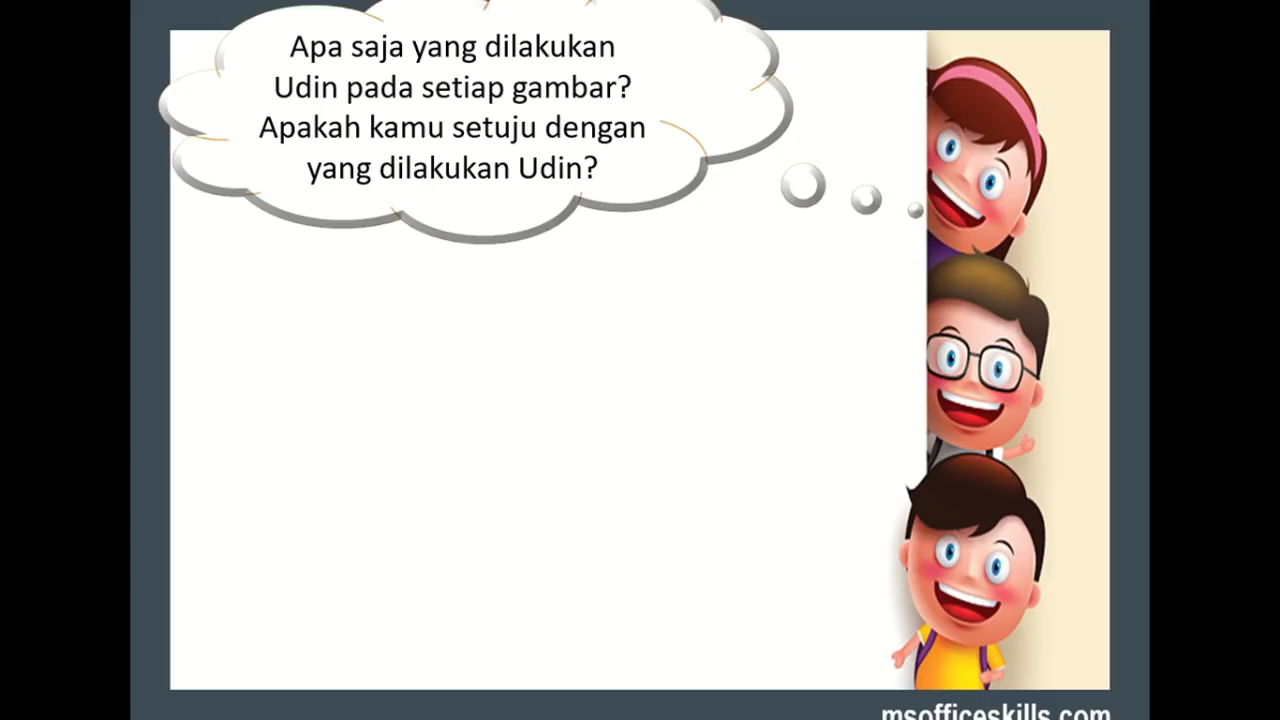 Apa saja yang dilakukan
Udin pada setiap gambar?
Apakah kamu setuju dengan
yang dilakukan Udin?
msofficeskills.com